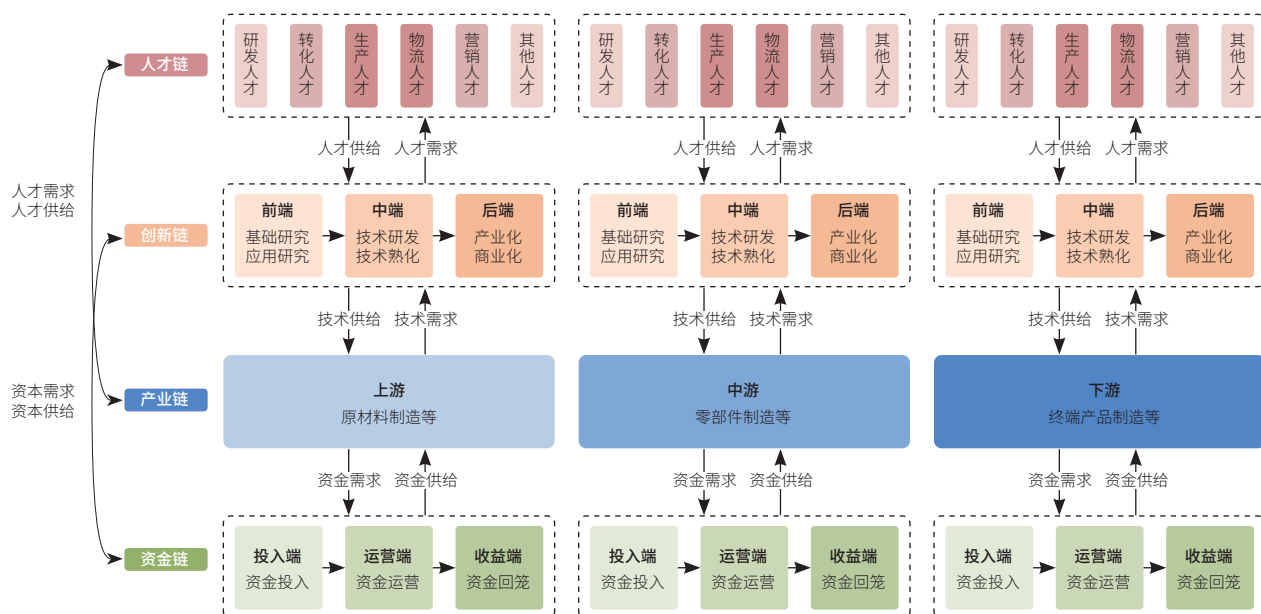 人才链
研发人才 转化人才 生产人才 物流人才 营销人才 其他人才
研发人才 转化人才 生产人才 物流人才 营销人才 其他人才
研发人才 转化人才 生产人才 物流人才 营销人才 其他人才
人才供给 人才需求
人才供给 人才需求
人才供给 人才需求
人才需求
人才供给
创新链
前端
基础研究
应用研究
中端
技术研发
技术熟化
后端
产业化
商业化
前端
基础研究
应用研究
中端
技术研发
技术熟化
后端
产业化
商业化
前端
基础研究
应用研究
中端
技术研发
技术熟化
后端
产业化
商业化
技术供给 技术需求
技术供给 技术需求
技术供给 技术需求
资本需求
资本供给
产业链
上游
原材料制造等
中游
零部件制造等
下游
终端产品制造等
资金需求 资金供给
资金需求 资金供给
资金需求 资金供给
资金链
投入端
资金投入
运营端
资金运营
收益端
资金回笼
投入端
资金投入
运营端
资金运营
收益端
资金回笼
投入端
资金投入
运营端
资金运营
收益端
资金回笼